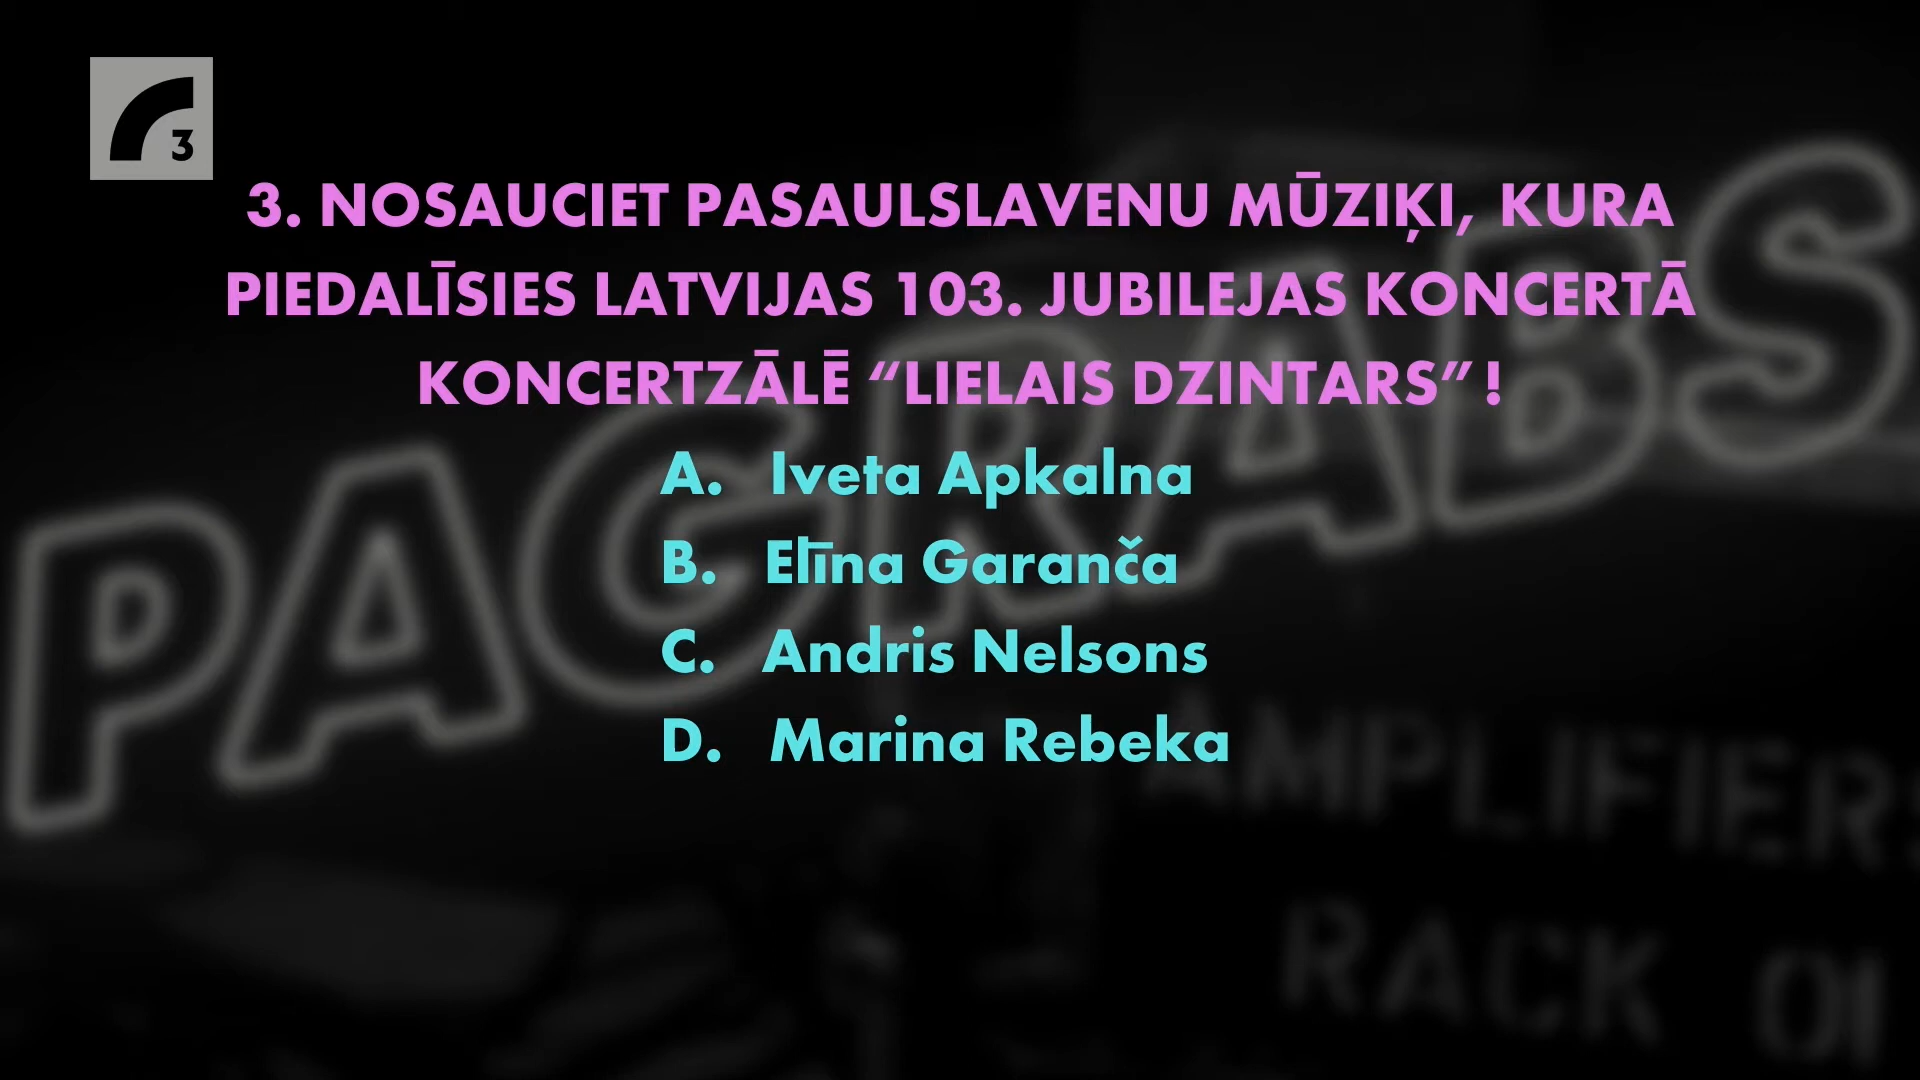 3
3. NOSAUCIET PASAULSLAVENU MŪZIĶI, KURA
PIEDALĪSIES LATVIJAS 103. JUBILEJAS KONCERTĀ
KONCERTZĀLĒ “LIELAIS DZINTARS”!
A. Iveta Apkalna
B. Elīna Garanča
C. Andris Nelsons
D. Marina Rebeka
PAGRABS
AMPLIFIERS
RACK 01